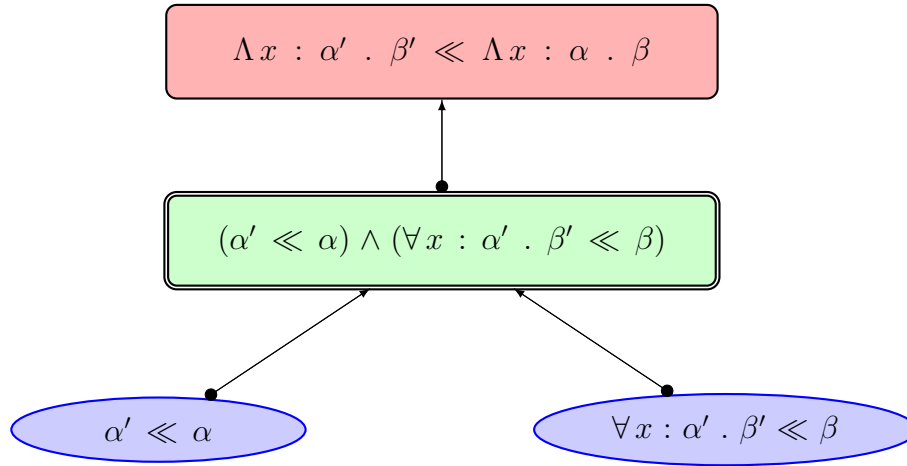 Λ x : α′ . β′ ≪ Λ x : α . β
(α′ ≪ α) ∧ (∀ x : α′ . β′ ≪ β)
α′ ≪ α
∀ x : α′ . β′ ≪ β